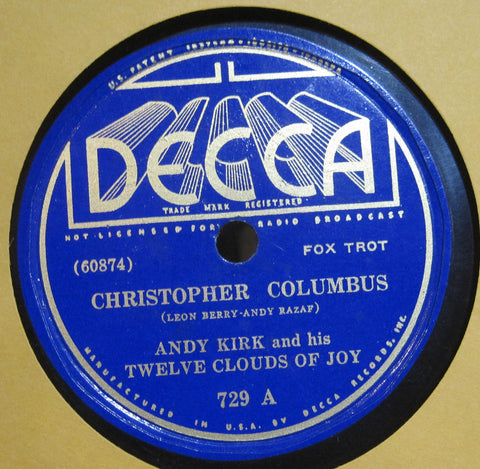 U.S. PATENT
DECCA
TRADE MARK REGISTERED
NOT LICENSED FOR RADIO BROADCAST
FOX TROT
(60874)
CHRISTOPHER COLUMBUS
(LEON BERRY-ANDY RAZAF)
ANDY KIRK and his
TWELVE CLOUDS OF JOY
729 A
MANUFACTURED IN U.S.A. BY DECCA RECORDS, INC.